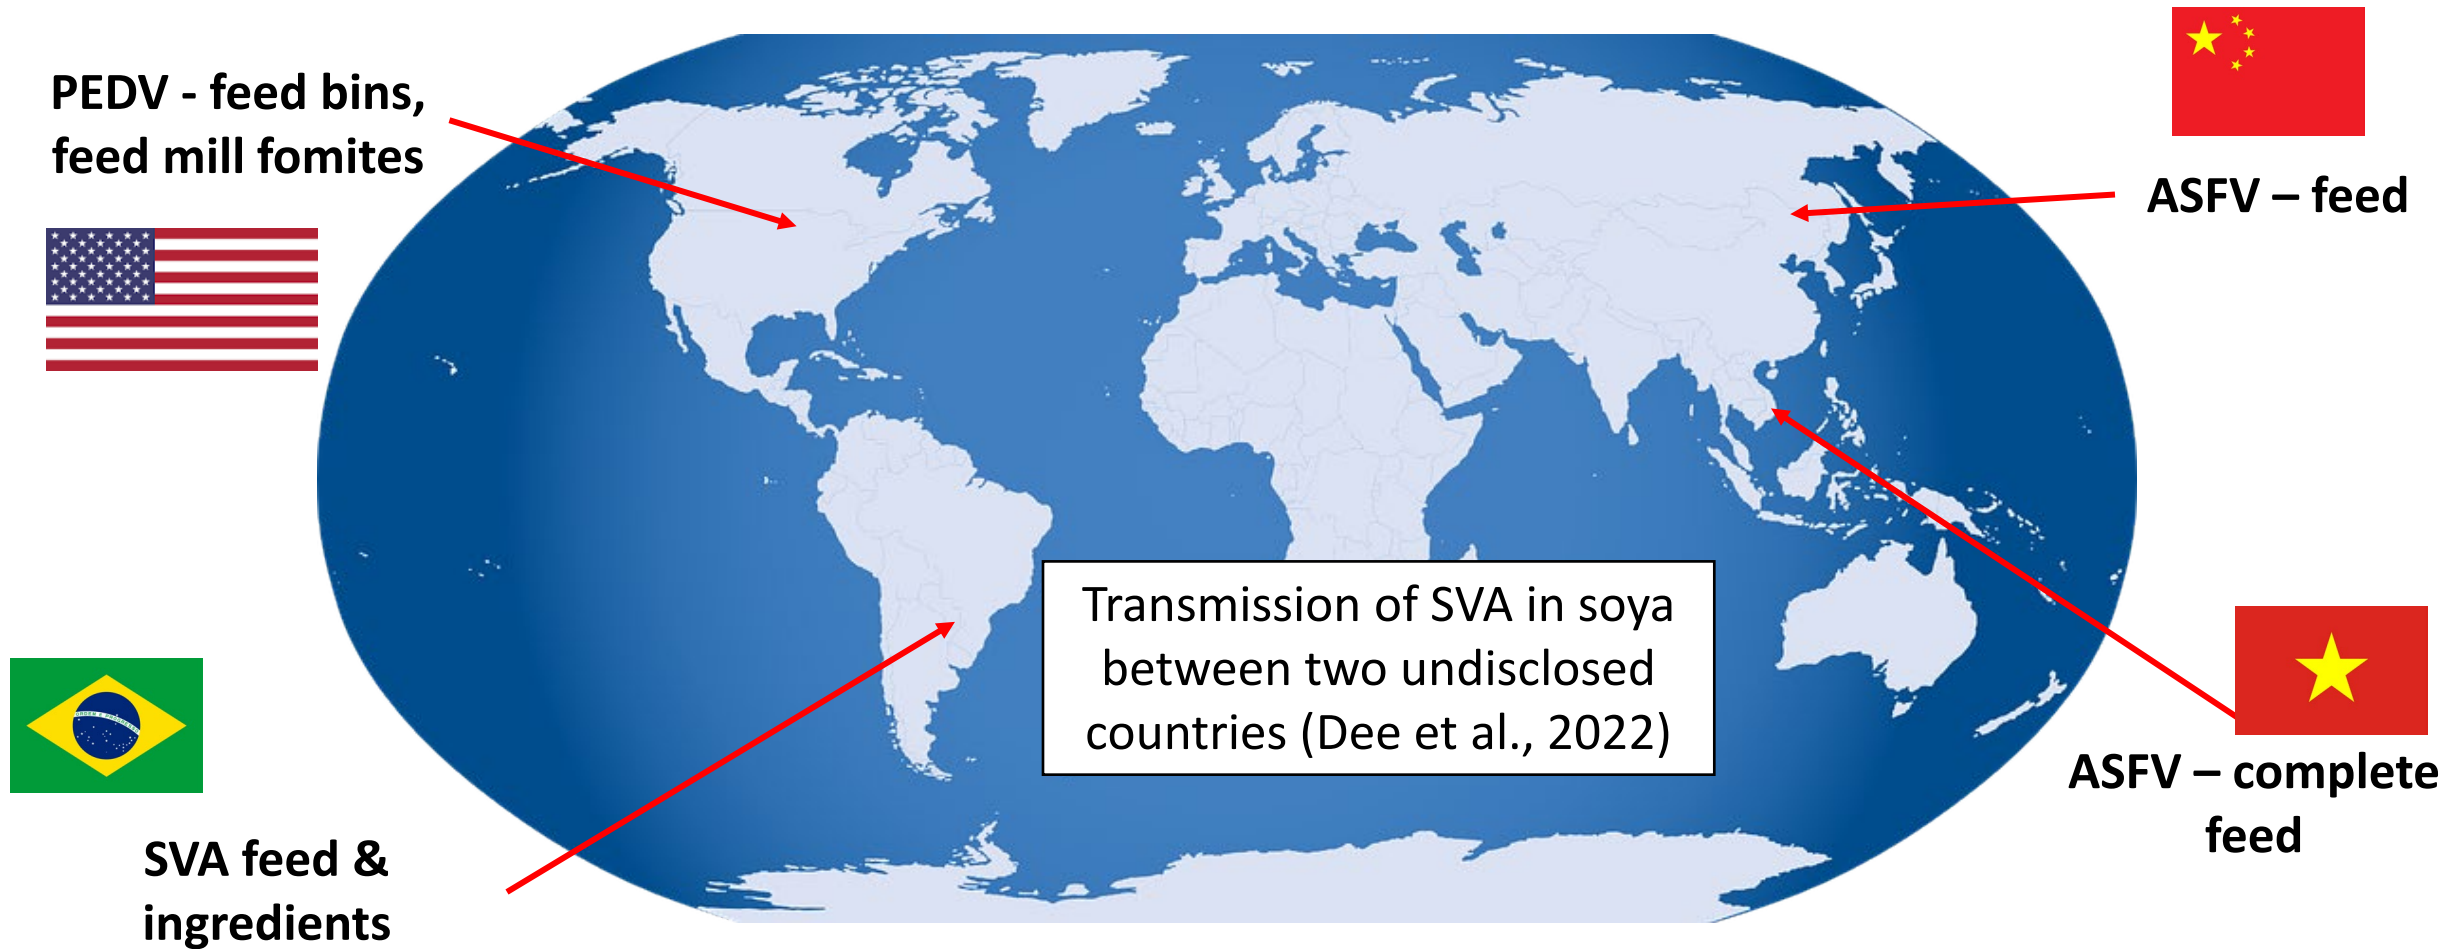 PEDV - feed bins,
feed mill fomites
ASFV – feed
Transmission of SVA in soya
between two undisclosed
countries (Dee et al., 2022)
ASFV – complete
feed
SVA feed &
ingredients